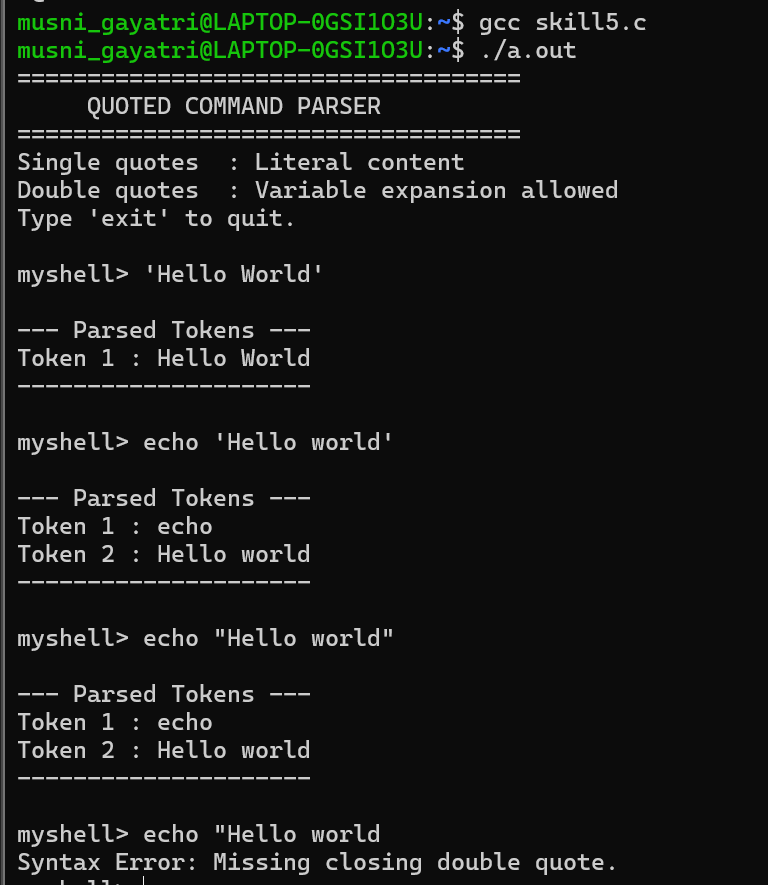 musni_gayatri@LAPTOP-0GSI1O3U:~$ gcc skill5.c
musni_gayatri@LAPTOP-0GSI1O3U:~$ ./a.out
====================================
     QUOTED COMMAND PARSER
====================================
Single quotes  : Literal content
Double quotes  : Variable expansion allowed
Type 'exit' to quit.

myshell> 'Hello World'

--- Parsed Tokens ---
Token 1 : Hello World
---------------------

myshell> echo 'Hello world'

--- Parsed Tokens ---
Token 1 : echo
Token 2 : Hello world
---------------------

myshell> echo "Hello world"

--- Parsed Tokens ---
Token 1 : echo
Token 2 : Hello world
---------------------

myshell> echo "Hello world
Syntax Error: Missing closing double quote.